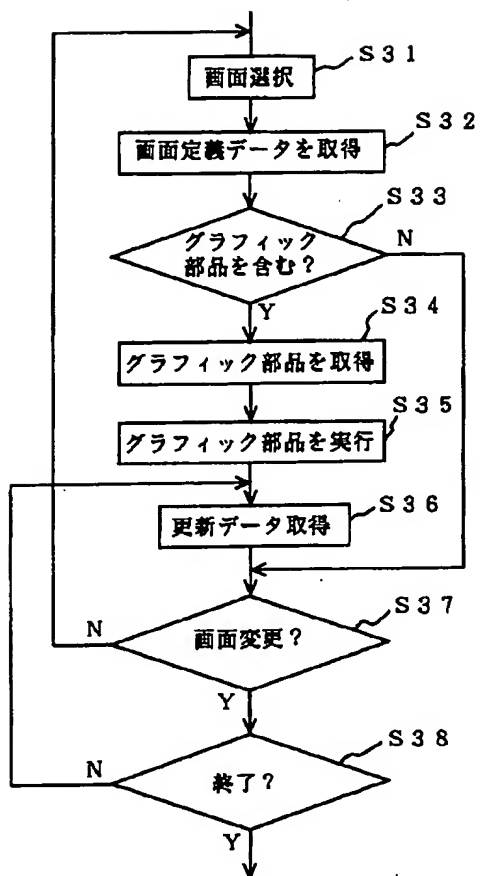 S31
画面選択
S32
画面定義データを取得
S33
グラフィック
部品を含む?
N
Y
S34
グラフィック部品を取得
S35
グラフィック部品を実行
S36
更新データ取得
S37
画面変更?
N
Y
S38
終了?
N
Y